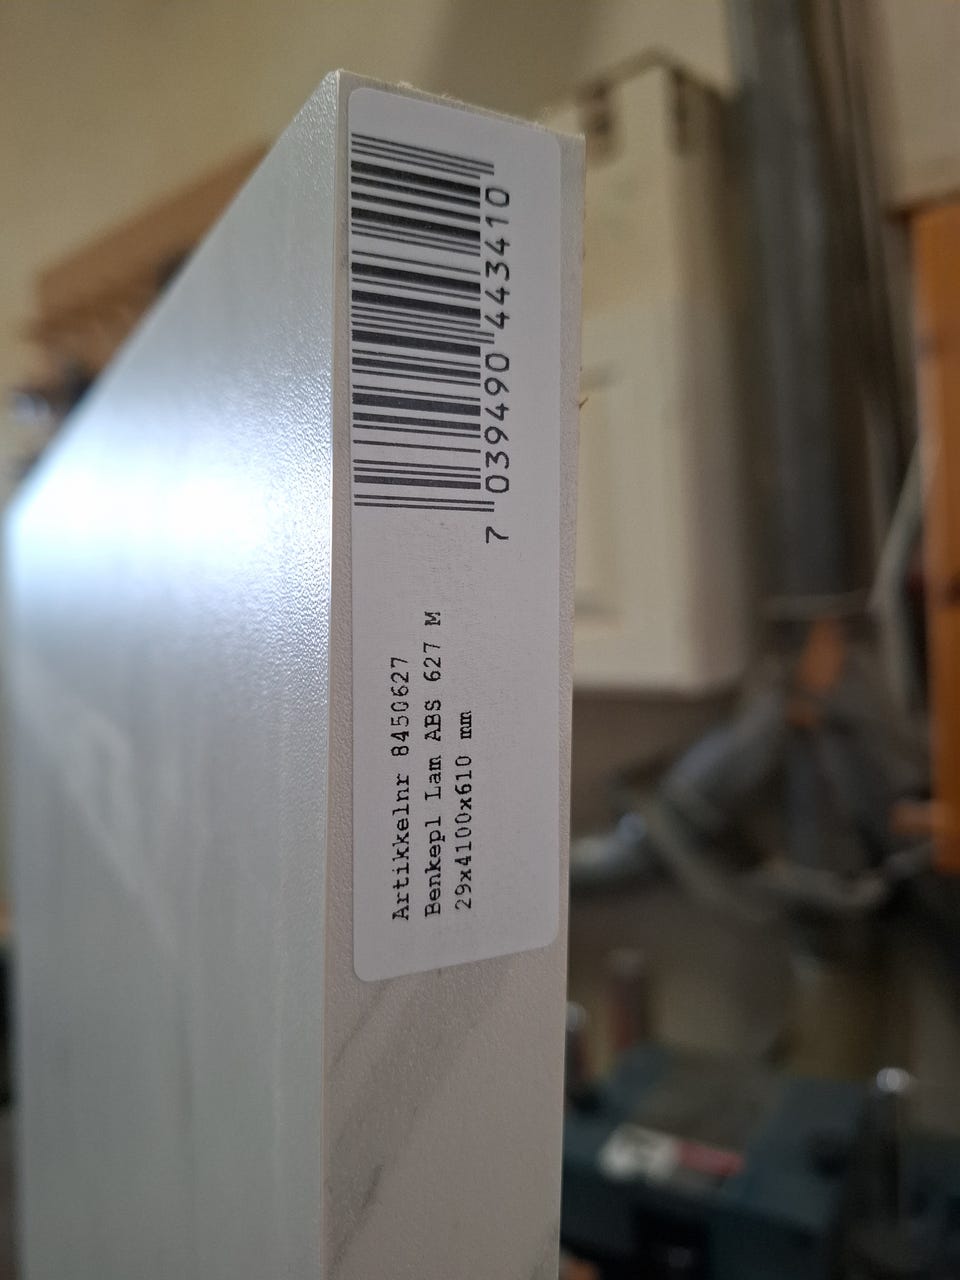 7 039490 443410
Artikkelnr 8450627
Benkepl Lam ABS 627 M
29x4100x610 mm